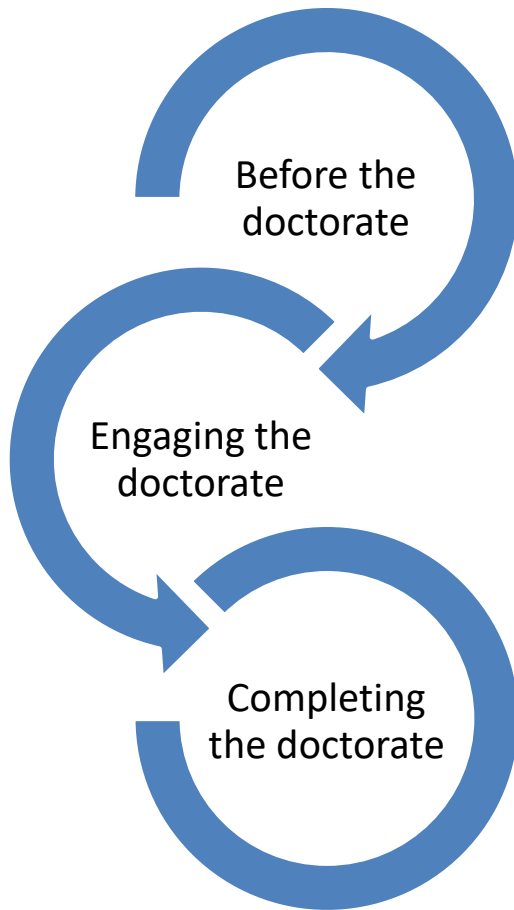 Before the
doctorate
Engaging the
doctorate
Completing
the doctorate